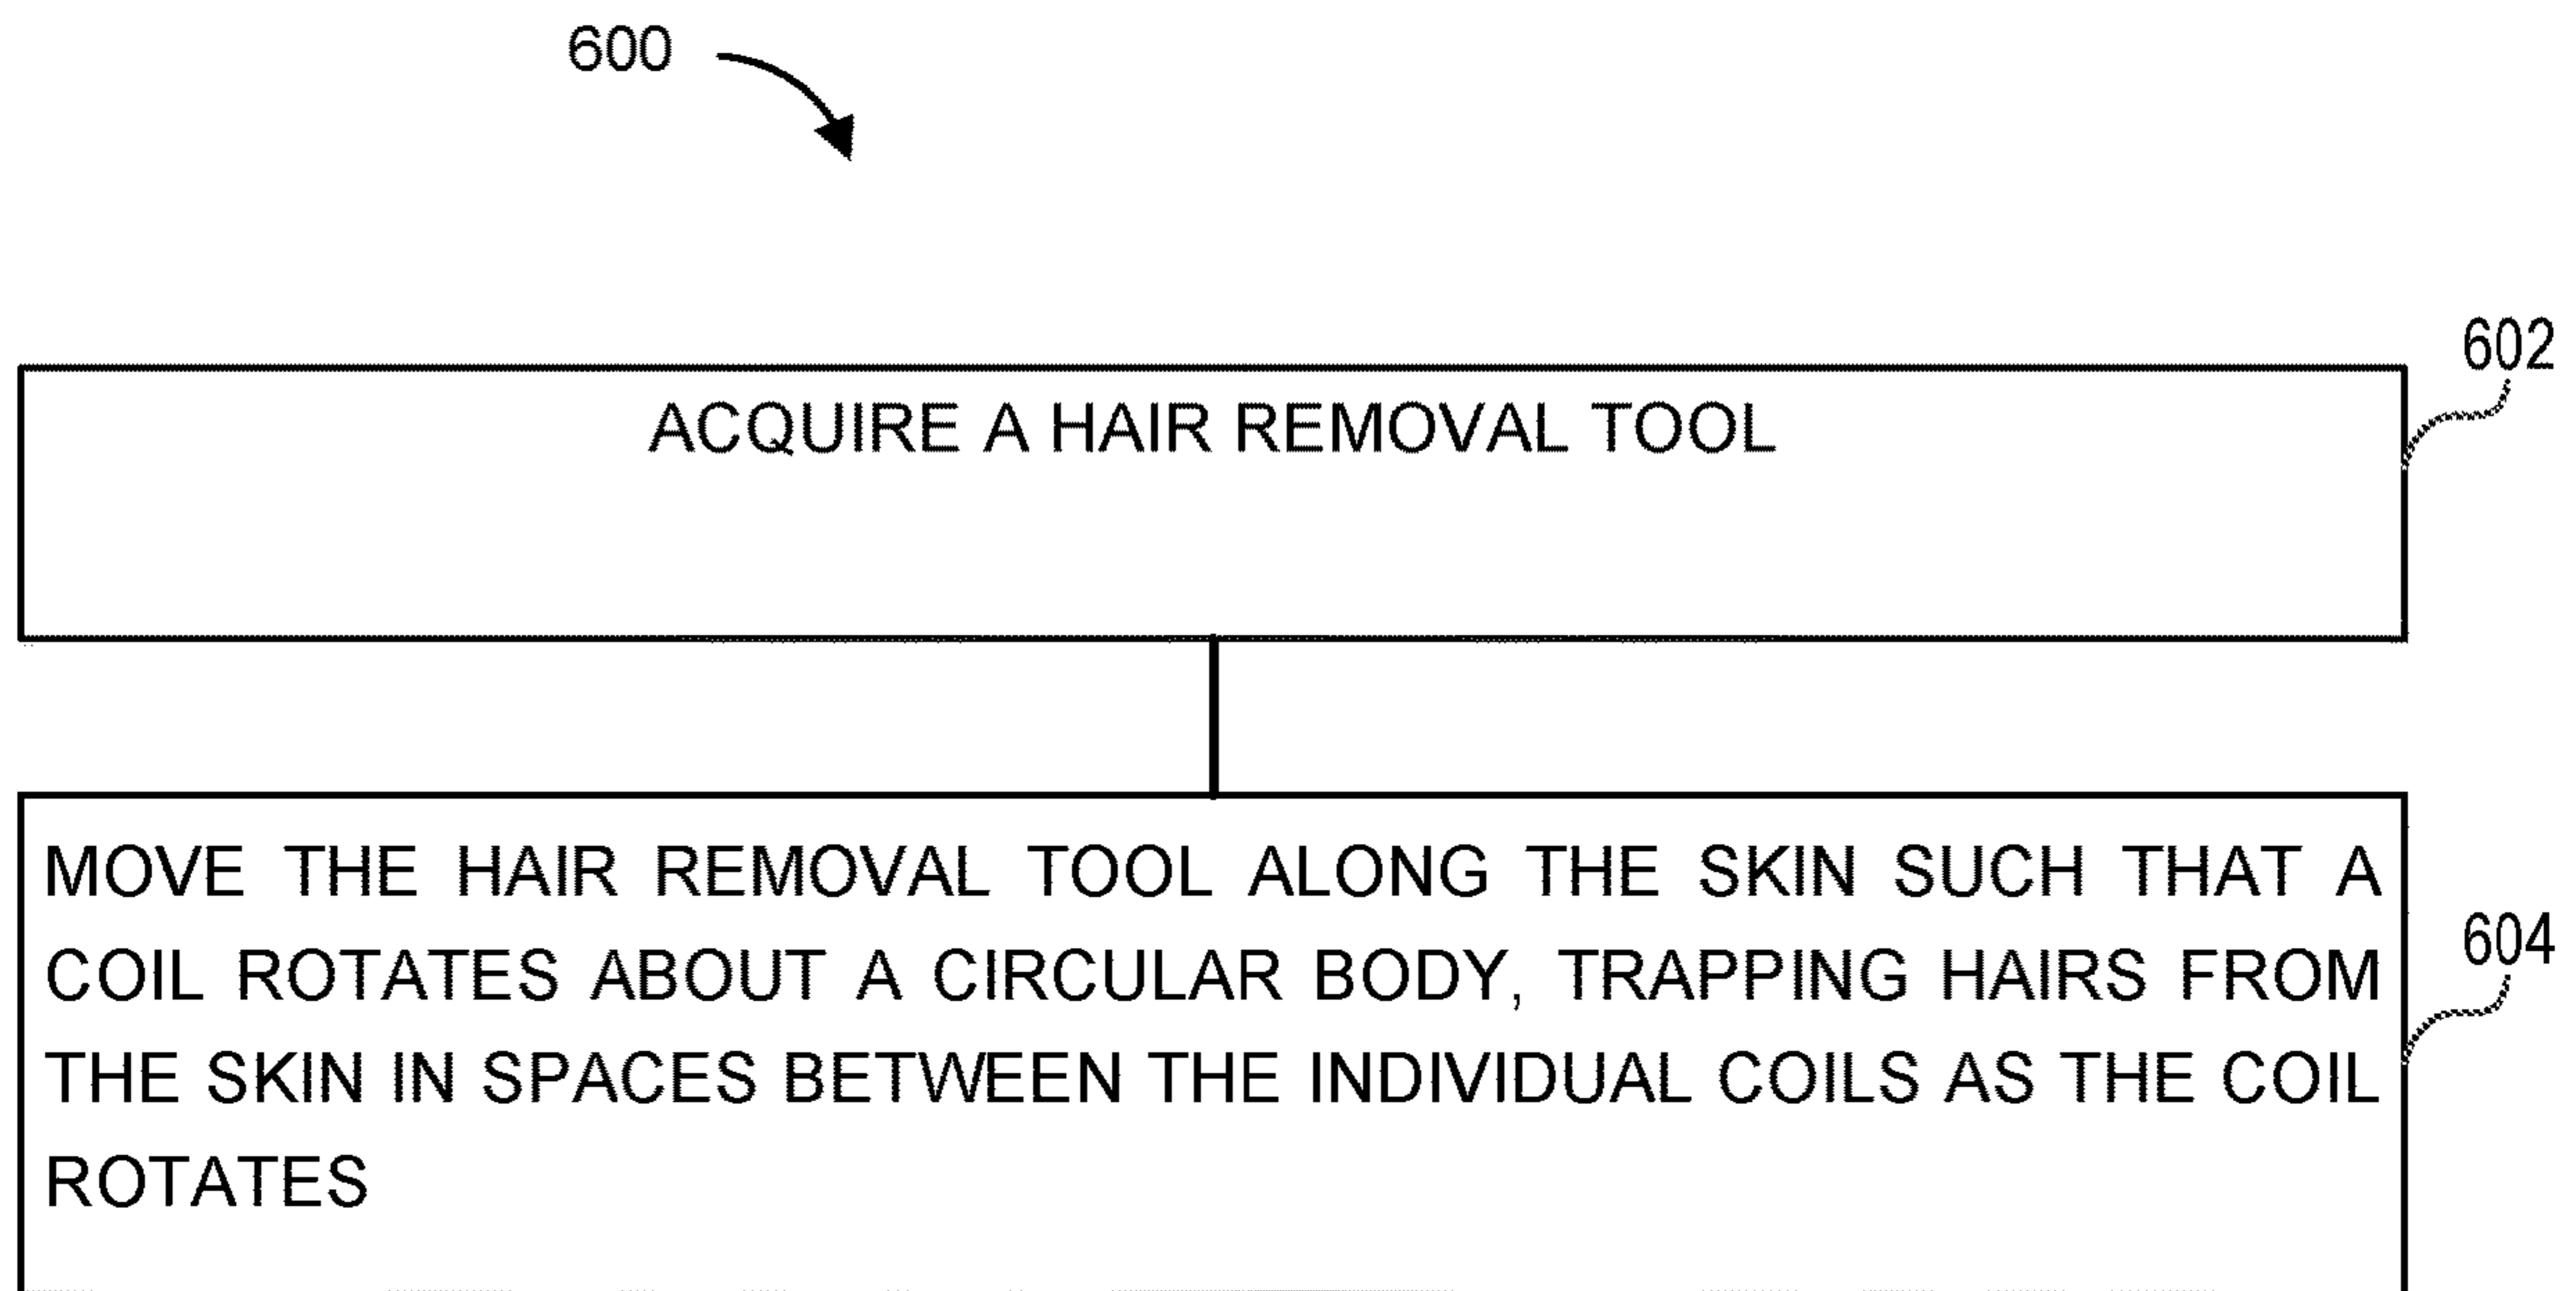 600
602
ACQUIRE A HAIR REMOVAL TOOL
MOVE THE HAIR REMOVAL TOOL ALONG THE SKIN SUCH THAT A
COIL ROTATES ABOUT A CIRCULAR BODY, TRAPPING HAIRS FROM
THE SKIN IN SPACES BETWEEN THE INDIVIDUAL COILS AS THE COIL
ROTATES
604